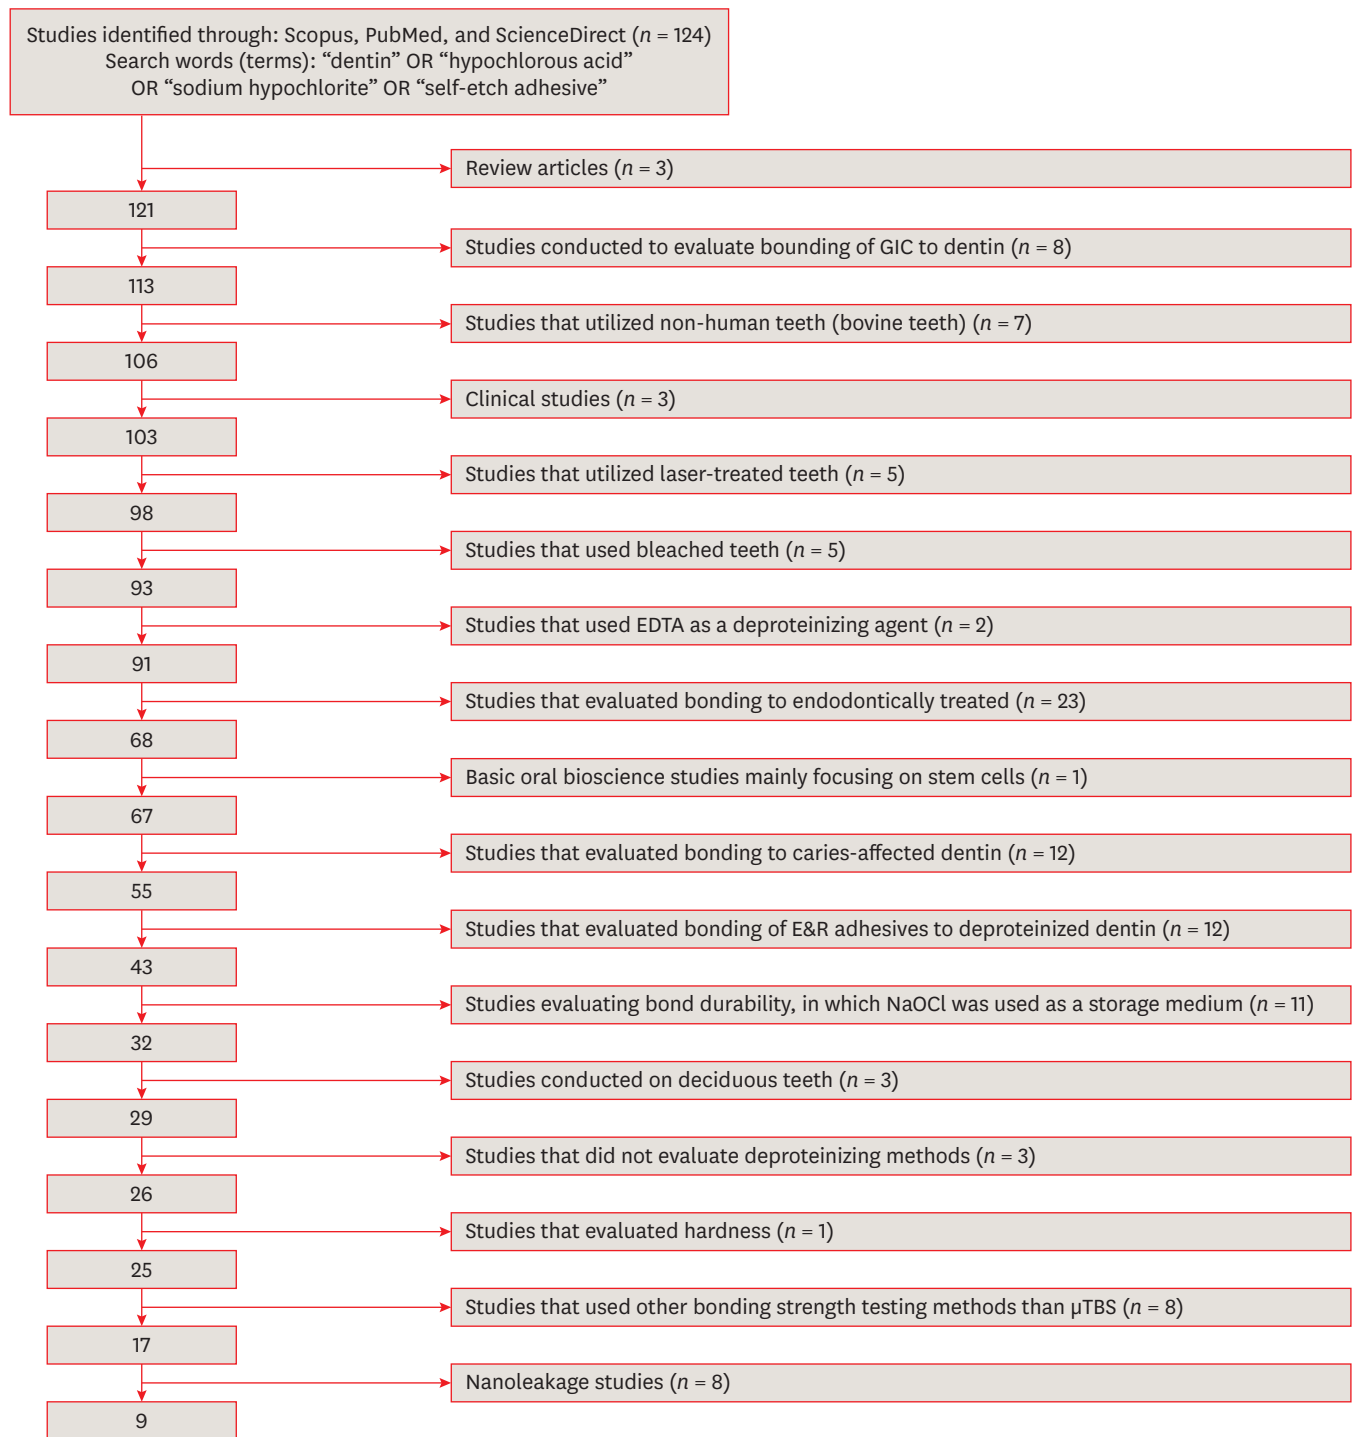 Studies identified through: Scopus, PubMed, and ScienceDirect (n = 124)
Search words (terms): “dentin” OR “hypochlorous acid”
OR “sodium hypochlorite” OR “self-etch adhesive”
Review articles (n = 3)
121
Studies conducted to evaluate bounding of GIC to dentin (n = 8)
113
Studies that utilized non-human teeth (bovine teeth) (n = 7)
106
Clinical studies (n = 3)
103
Studies that utilized laser-treated teeth (n = 5)
98
Studies that used bleached teeth (n = 5)
93
Studies that used EDTA as a deproteinizing agent (n = 2)
91
Studies that evaluated bonding to endodontically treated (n = 23)
68
Basic oral bioscience studies mainly focusing on stem cells (n = 1)
67
Studies that evaluated bonding to caries-affected dentin (n = 12)
55
Studies that evaluated bonding of E&R adhesives to deproteinized dentin (n = 12)
43
Studies evaluating bond durability, in which NaOCl was used as a storage medium (n = 11)
32
Studies conducted on deciduous teeth (n = 3)
29
Studies that did not evaluate deproteinizing methods (n = 3)
26
Studies that evaluated hardness (n = 1)
25
Studies that used other bonding strength testing methods than μTBS (n = 8)
17
Nanoleakage studies (n = 8)
9